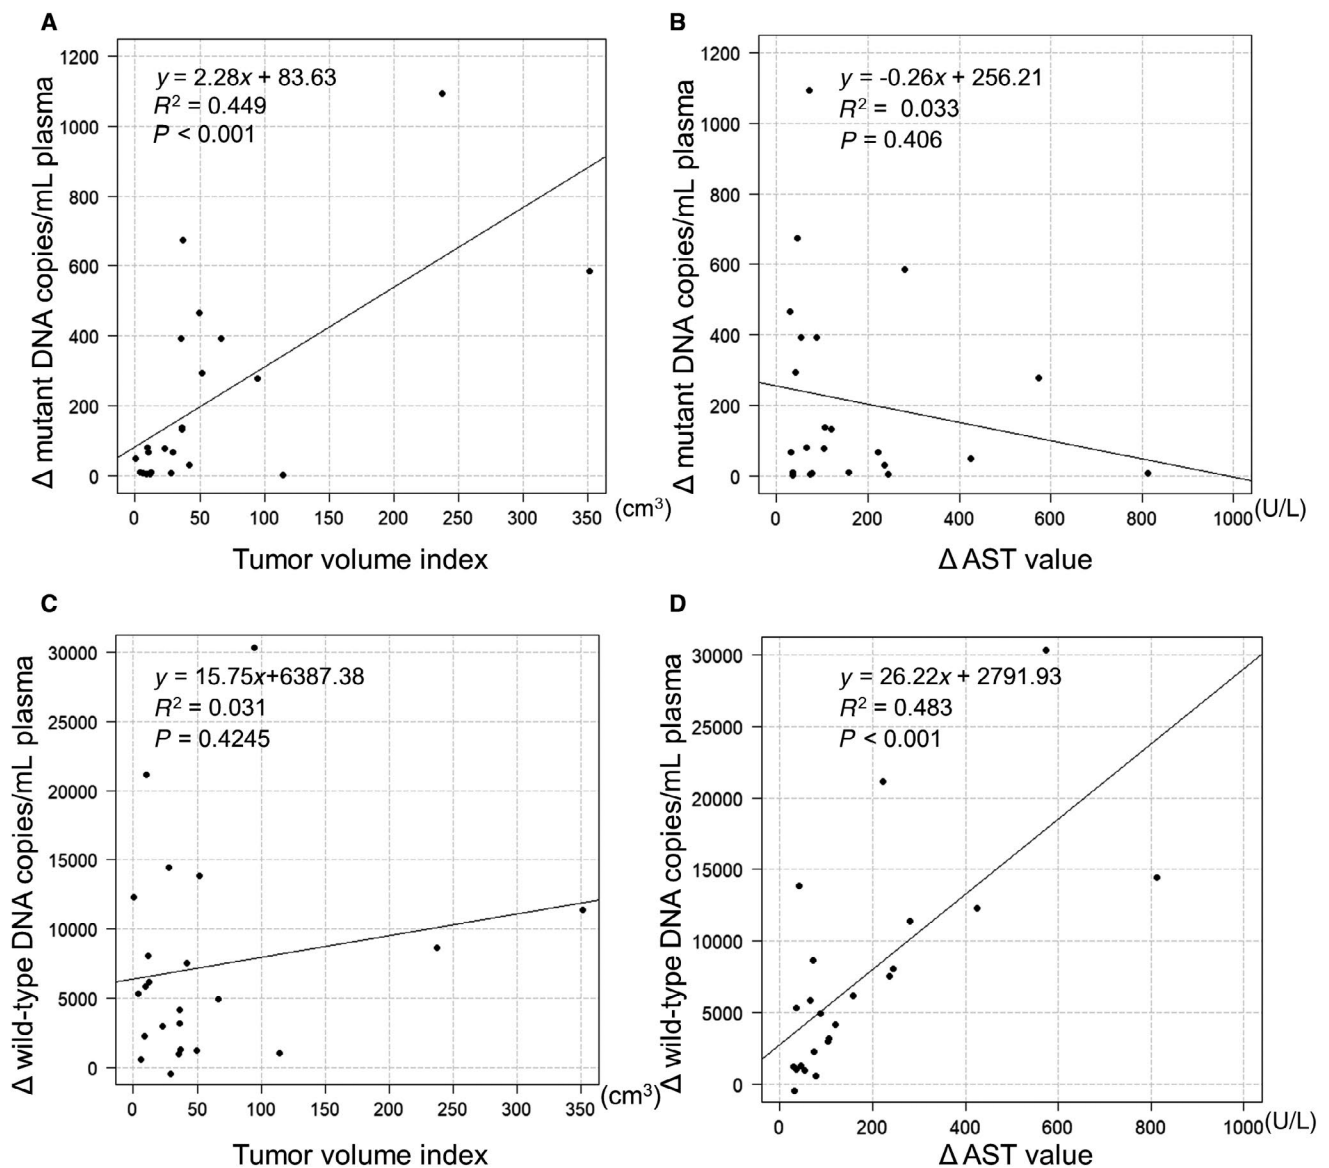 A
y = 2.28x + 83.63
R² = 0.449
P < 0.001
Δ mutant DNA copies/mL plasma
1200
1000
800
600
400
200
0
0 50 100 150 200 250 300 350 (cm³)
Tumor volume index
B
y = -0.26x + 256.21
R² = 0.033
P = 0.406
Δ mutant DNA copies/mL plasma
1200
1000
800
600
400
200
0
0 200 400 600 800 1000 (U/L)
Δ AST value
C
y = 15.75x+6387.38
R² = 0.031
P = 0.4245
Δ wild-type DNA copies/mL plasma
30000
25000
20000
15000
10000
5000
0
0 50 100 150 200 250 300 350 (cm³)
Tumor volume index
D
y = 26.22x + 2791.93
R² = 0.483
P < 0.001
Δ wild-type DNA copies/mL plasma
30000
25000
20000
15000
10000
5000
0
0 200 400 600 800 1000 (U/L)
Δ AST value